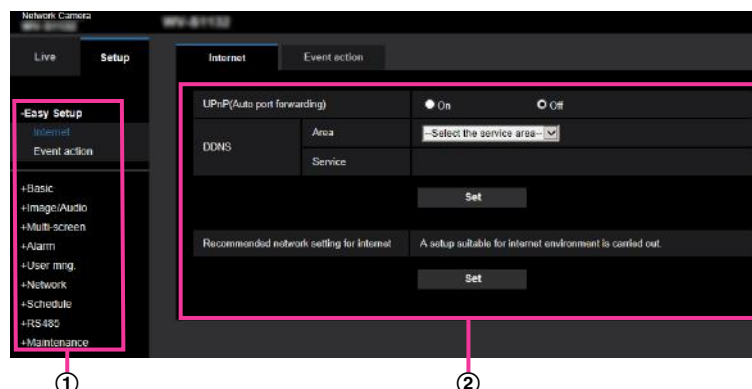 Network Camera
Live
Setup
-Easy Setup
Internet
Event action
+Basic
+Image/Audio
+Multi-screen
+Alarm
+User mng.
+Network
+Schedule
+RS485
+Maintenance
Internet
Event action
UPnP(Auto port forwarding)
On
Off
DDNS
Area
--Select the service area--
Service
Set
Recommended network setting for internet
A setup suitable for internet environment is carried out.
Set
①
②